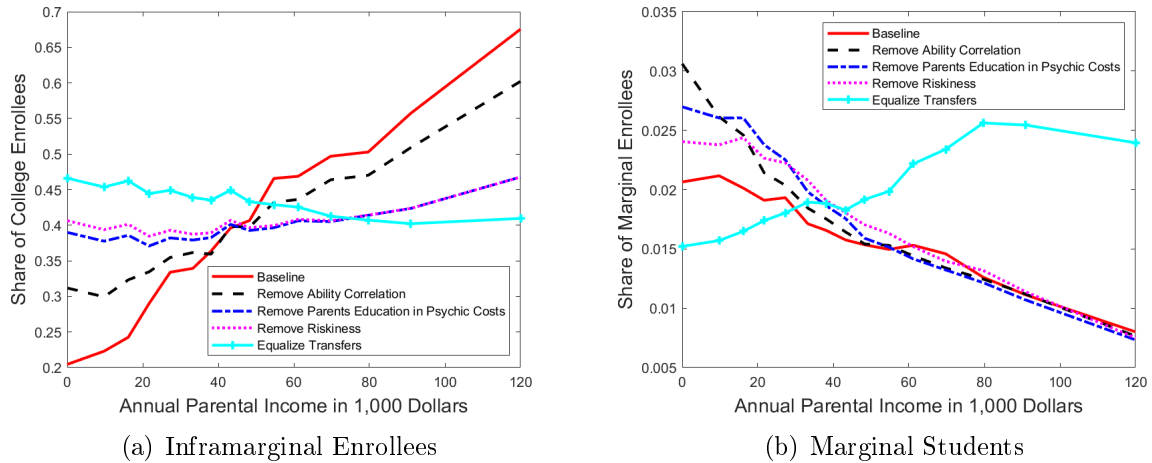 0.7
0.65
0.6
0.55
0.5
0.45
0.4
0.35
0.3
0.25
0.2
Share of College Enrollees
Baseline
Remove Ability Correlation
Remove Parents Education in Psychic Costs
Remove Riskiness
Equalize Transfers
0 20 40 60 80 100 120
Annual Parental Income in 1,000 Dollars
(a) Inframarginal Enrollees
0.035
0.03
0.025
0.02
0.015
0.01
0.005
Share of Marginal Enrollees
Baseline
Remove Ability Correlation
Remove Parents Education in Psychic Costs
Remove Riskiness
Equalize Transfers
0 20 40 60 80 100 120
Annual Parental Income in 1,000 Dollars
(b) Marginal Students